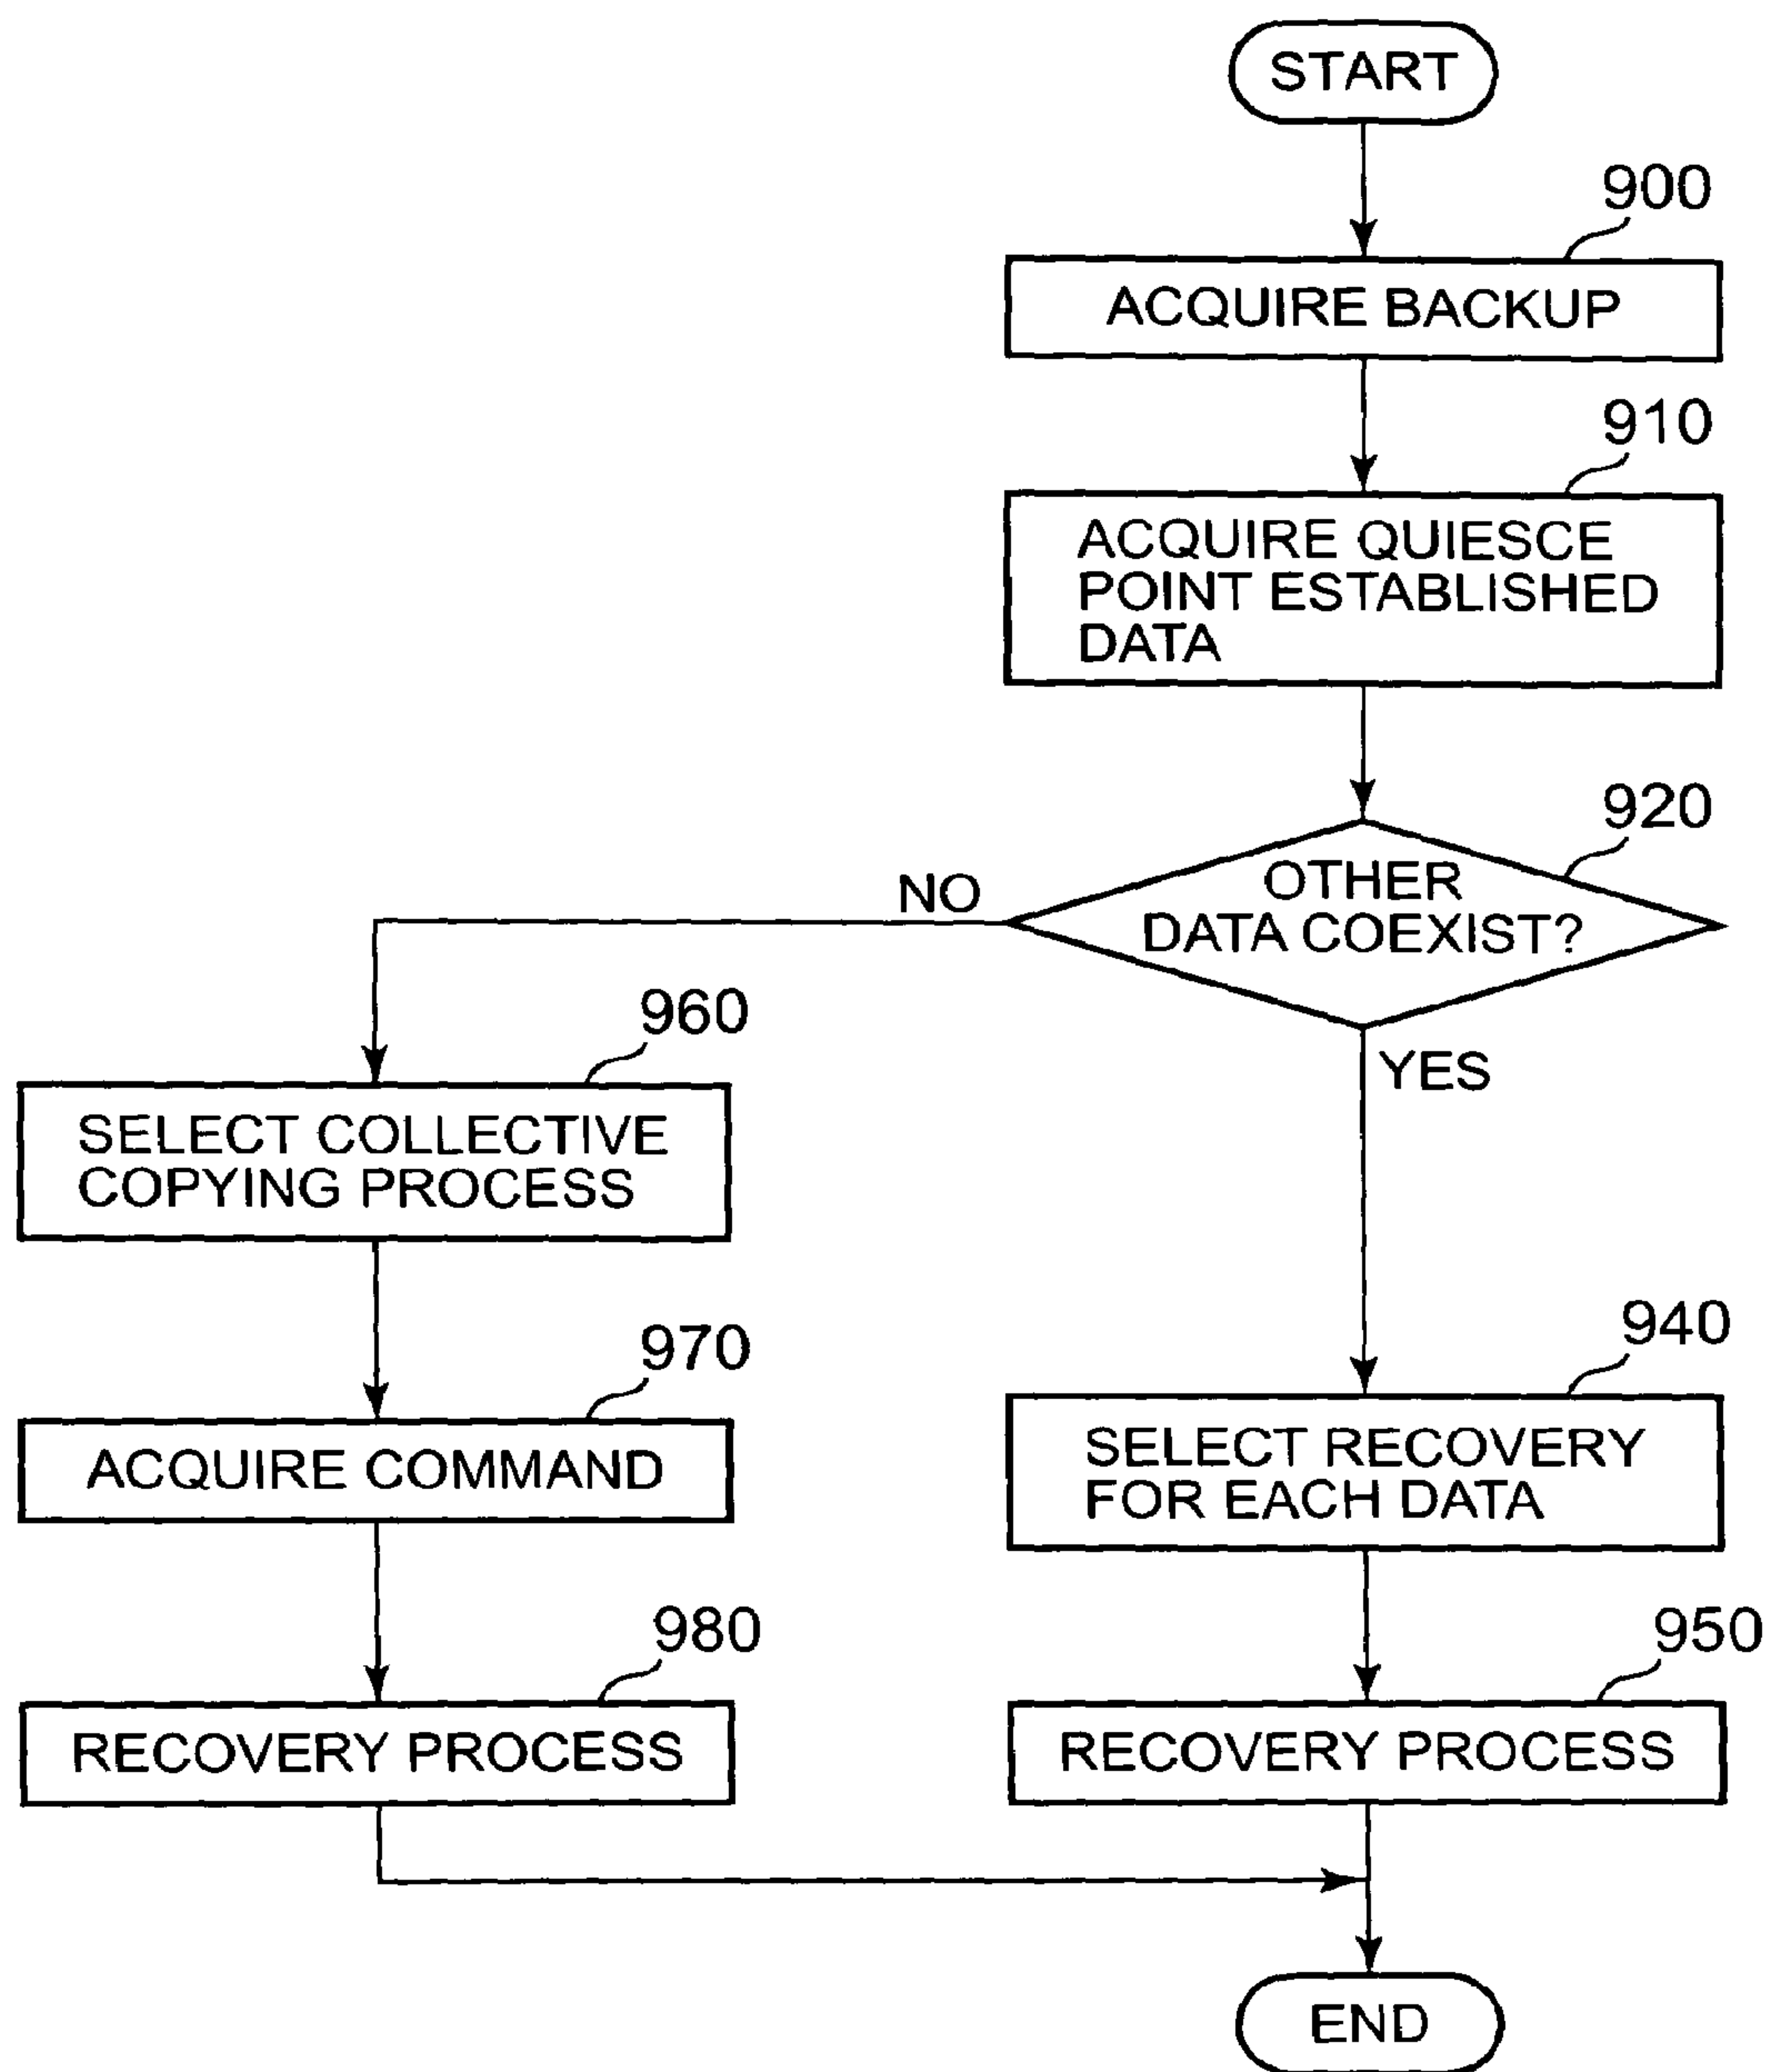 START
900
ACQUIRE BACKUP
910
ACQUIRE QUIESCE
POINT ESTABLISHED
DATA
920
OTHER
DATA COEXIST?
NO
YES
960
SELECT COLLECTIVE
COPYING PROCESS
970
ACQUIRE COMMAND
980
RECOVERY PROCESS
940
SELECT RECOVERY
FOR EACH DATA
950
RECOVERY PROCESS
END